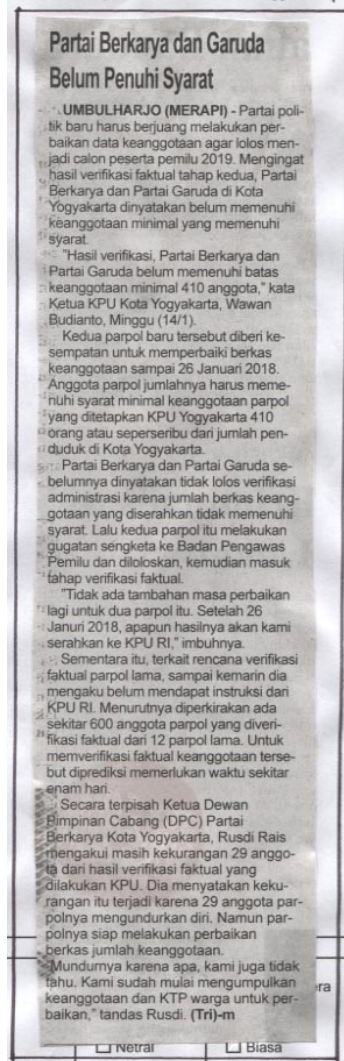 Partai Berkarya dan Garuda
Belum Penuhi Syarat
UMBULHARJO (MERAPI) - Partai poli-
tik baru harus berjuang melakukan per-
baikan data keanggotaan agar lolos men-
jadi calon peserta pemilu 2019. Mengingat
hasil verifikasi faktual tahap kedua, Partai
Berkarya dan Partai Garuda di Kota
Yogyakarta dinyatakan belum memenuhi
keanggotaan minimal yang memenuhi
syarat.
"Hasil verifikasi, Partai Berkarya dan
Partai Garuda belum memenuhi batas
keanggotaan minimal 410 anggota," kata
Ketua KPU Kota Yogyakarta, Wawan
Budianto, Minggu (14/1).
Kedua parpol baru tersebut diberi ke-
sempatan untuk memperbaiki berkas
keanggotaan sampai 26 Januari 2018.
Anggota parpol jumlahnya harus meme-
nuhi syarat minimal keanggotaan parpol
yang ditetapkan KPU Yogyakarta 410
orang atau seperseribu dari jumlah pen-
duduk di Kota Yogyakarta.
Partai Berkarya dan Partai Garuda se-
belumnya dinyatakan tidak lolos verifikasi
administrasi karena jumlah berkas keang-
gotaan yang diserahkan tidak memenuhi
syarat. Lalu kedua parpol itu melakukan
gugatan sengketa ke Badan Pengawas
Pemilu dan diloloskan, kemudian masuk
tahap verifikasi faktual.
"Tidak ada tambahan masa perbaikan
lagi untuk dua parpol itu. Setelah 26
Januri 2018, apapun hasilnya akan kami
serahkan ke KPU RI," imbuhnya.
Sementara itu, terkait rencana verifikasi
faktual parpol lama, sampai kemarin dia
mengaku belum mendapat instruksi dari
KPU RI. Menurutnya diperkirakan ada
sekitar 600 anggota parpol yang diveri-
fikasi faktual dari 12 parpol lama. Untuk
memverifikasi faktual keanggotaan terse-
but diprediksi memerlukan waktu sekitar
enam hari.
Secara terpisah Ketua Dewan
Pimpinan Cabang (DPC) Partai
Berkarya Kota Yogyakarta, Rusdi Rais
mengakui masih kekurangan 29 anggo-
ta dari hasil verifikasi faktual yang
dilakukan KPU. Dia menyatakan keku-
rangan itu terjadi karena 29 anggota par-
polnya mengundurkan diri. Namun par-
polnya siap melakukan perbaikan
berkas jumlah keanggotaan.
"Mundurnya karena apa, kami juga tidak
tahu. Kami sudah mulai mengumpulkan
keanggotaan dan KTP warga untuk per-
baikan," tandas Rusdi. (Tri)-m
ra
Netral
Biasa